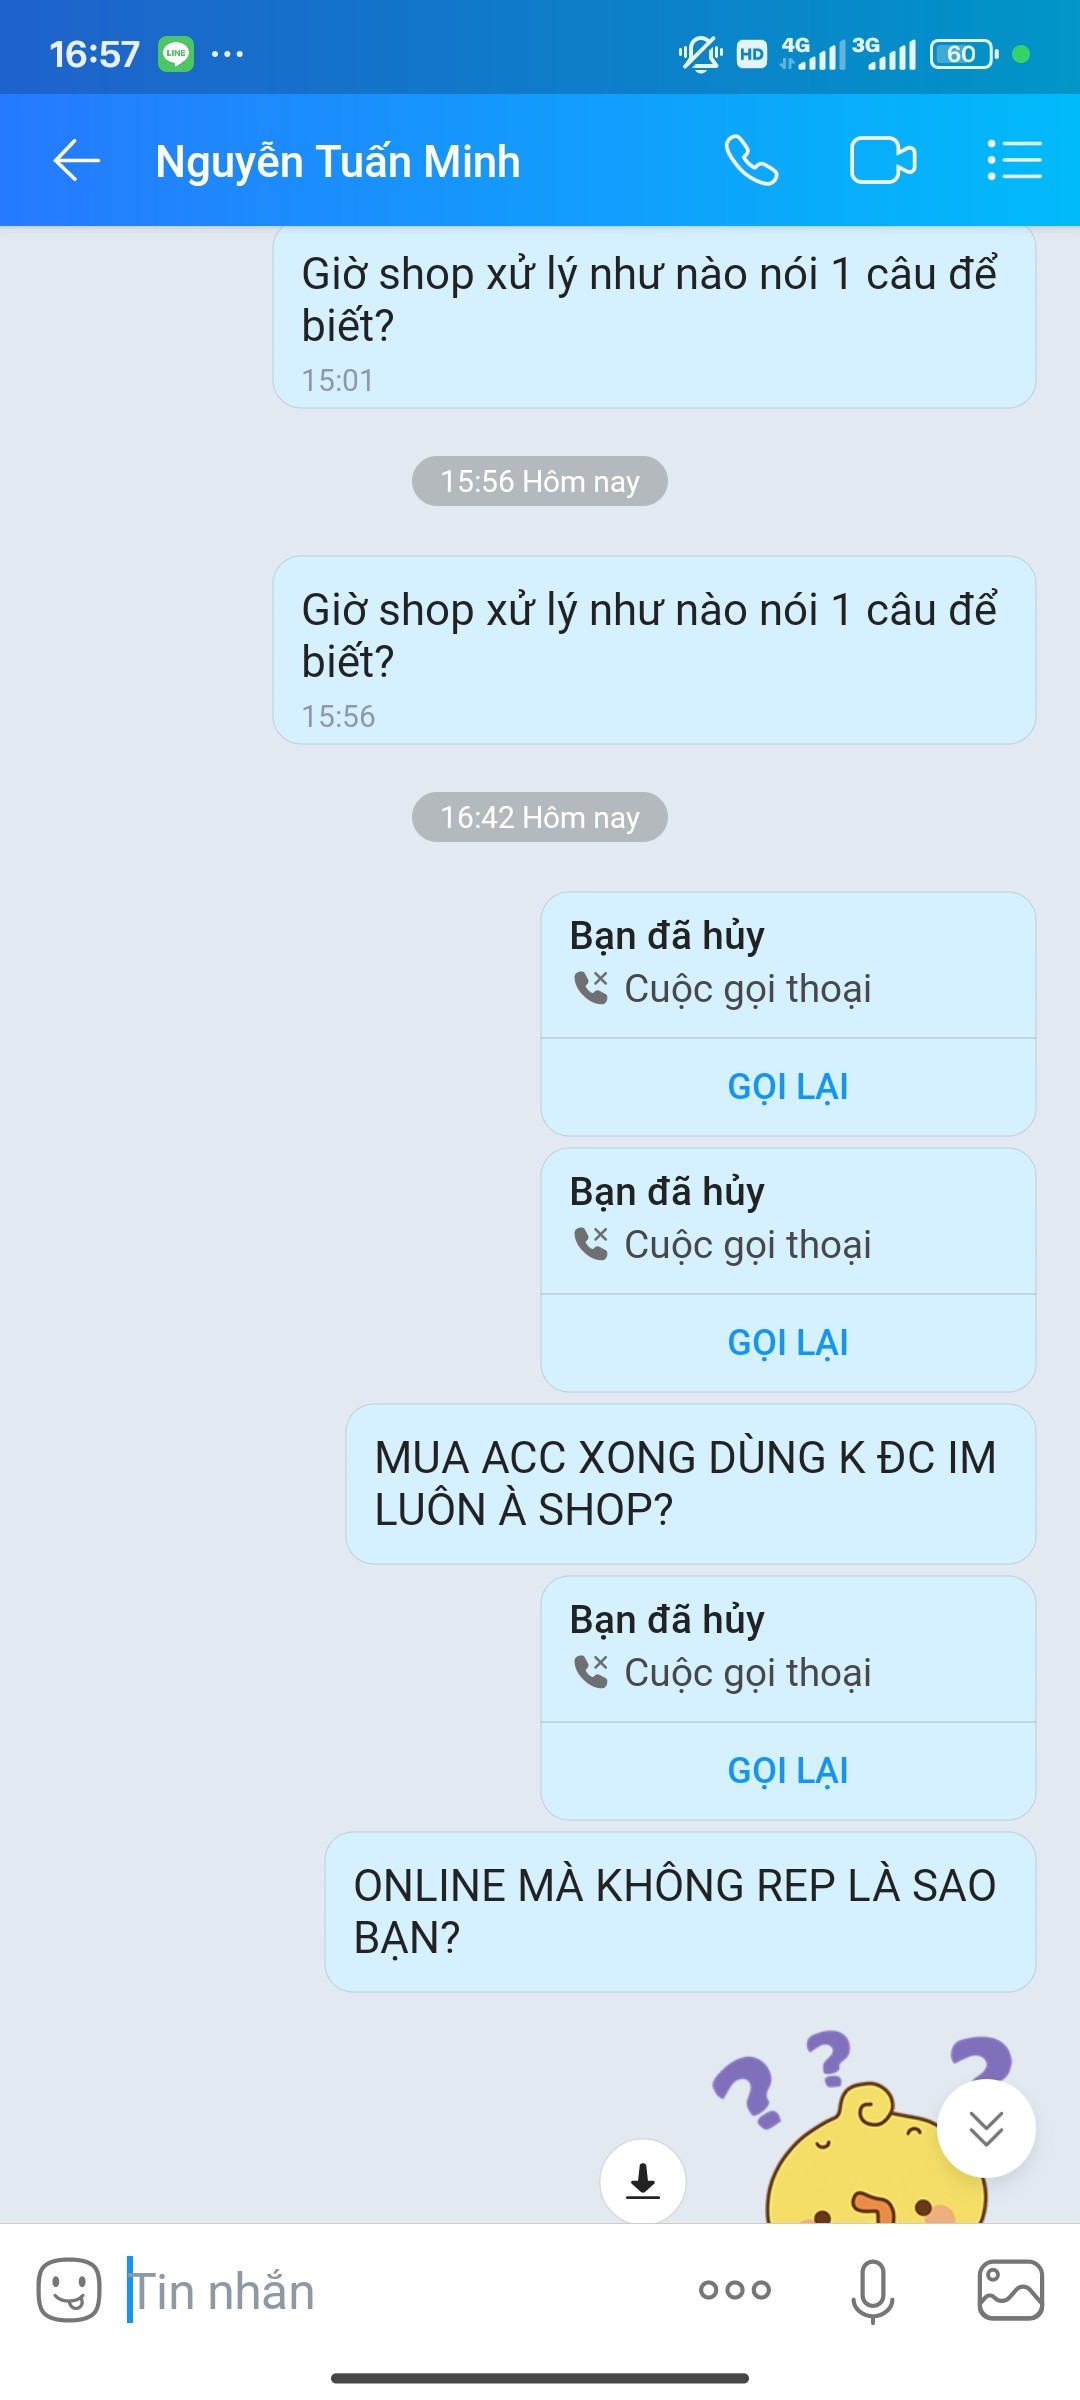 16:57 LINE ... HD 4G 3G 60
Nguyễn Tuấn Minh
Giờ shop xử lý như nào nói 1 câu để
biết?
15:01
15:56 Hôm nay
Giờ shop xử lý như nào nói 1 câu để
biết?
15:56
16:42 Hôm nay
Bạn đã hủy
Cuộc gọi thoại
GỌI LẠI
Bạn đã hủy
Cuộc gọi thoại
GỌI LẠI
MUA ACC XONG DÙNG K ĐC IM
LUÔN À SHOP?
Bạn đã hủy
Cuộc gọi thoại
GỌI LẠI
ONLINE MÀ KHÔNG REP LÀ SAO
BẠN?
? ? ?
Tin nhắn